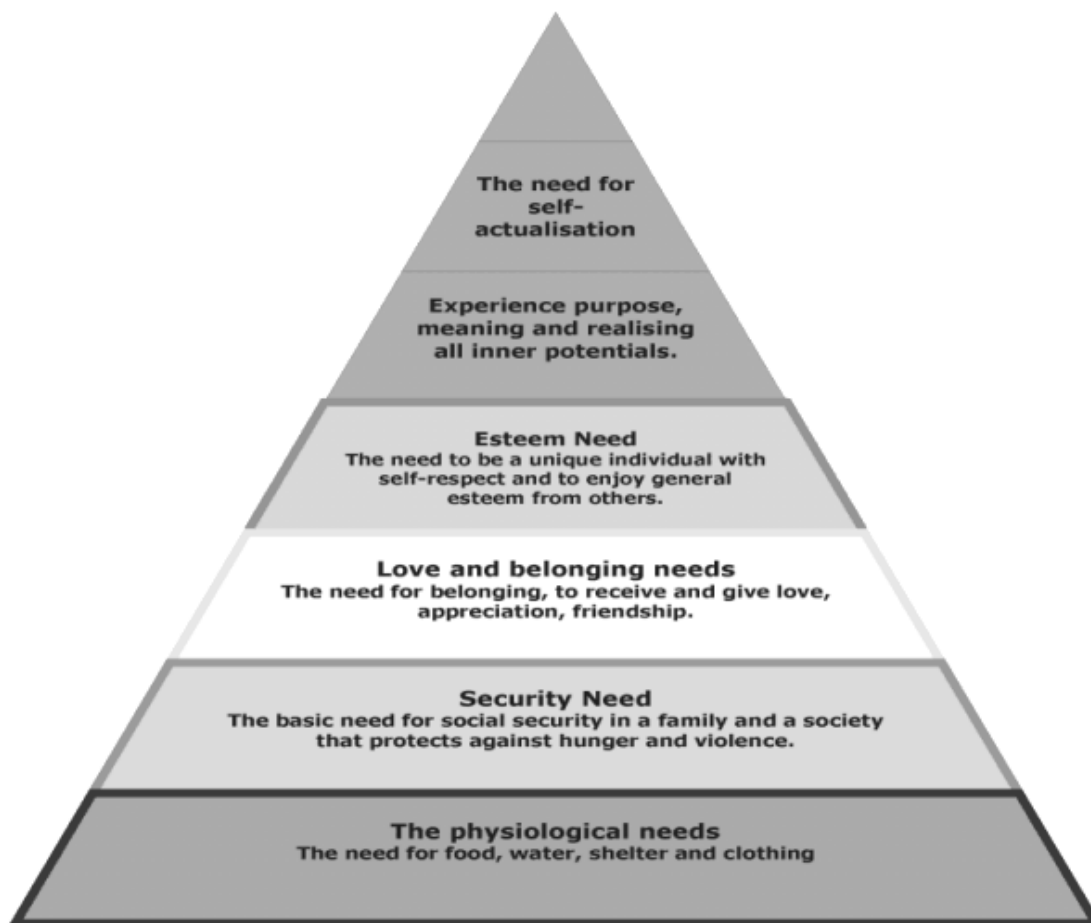 The need for
self-
actualisation
Experience purpose,
meaning and realising
all inner potentials.
Esteem Need
The need to be a unique individual with
self-respect and to enjoy general
esteem from others.
Love and belonging needs
The need for belonging, to receive and give love,
appreciation, friendship.
Security Need
The basic need for social security in a family and a society
that protects against hunger and violence.
The physiological needs
The need for food, water, shelter and clothing